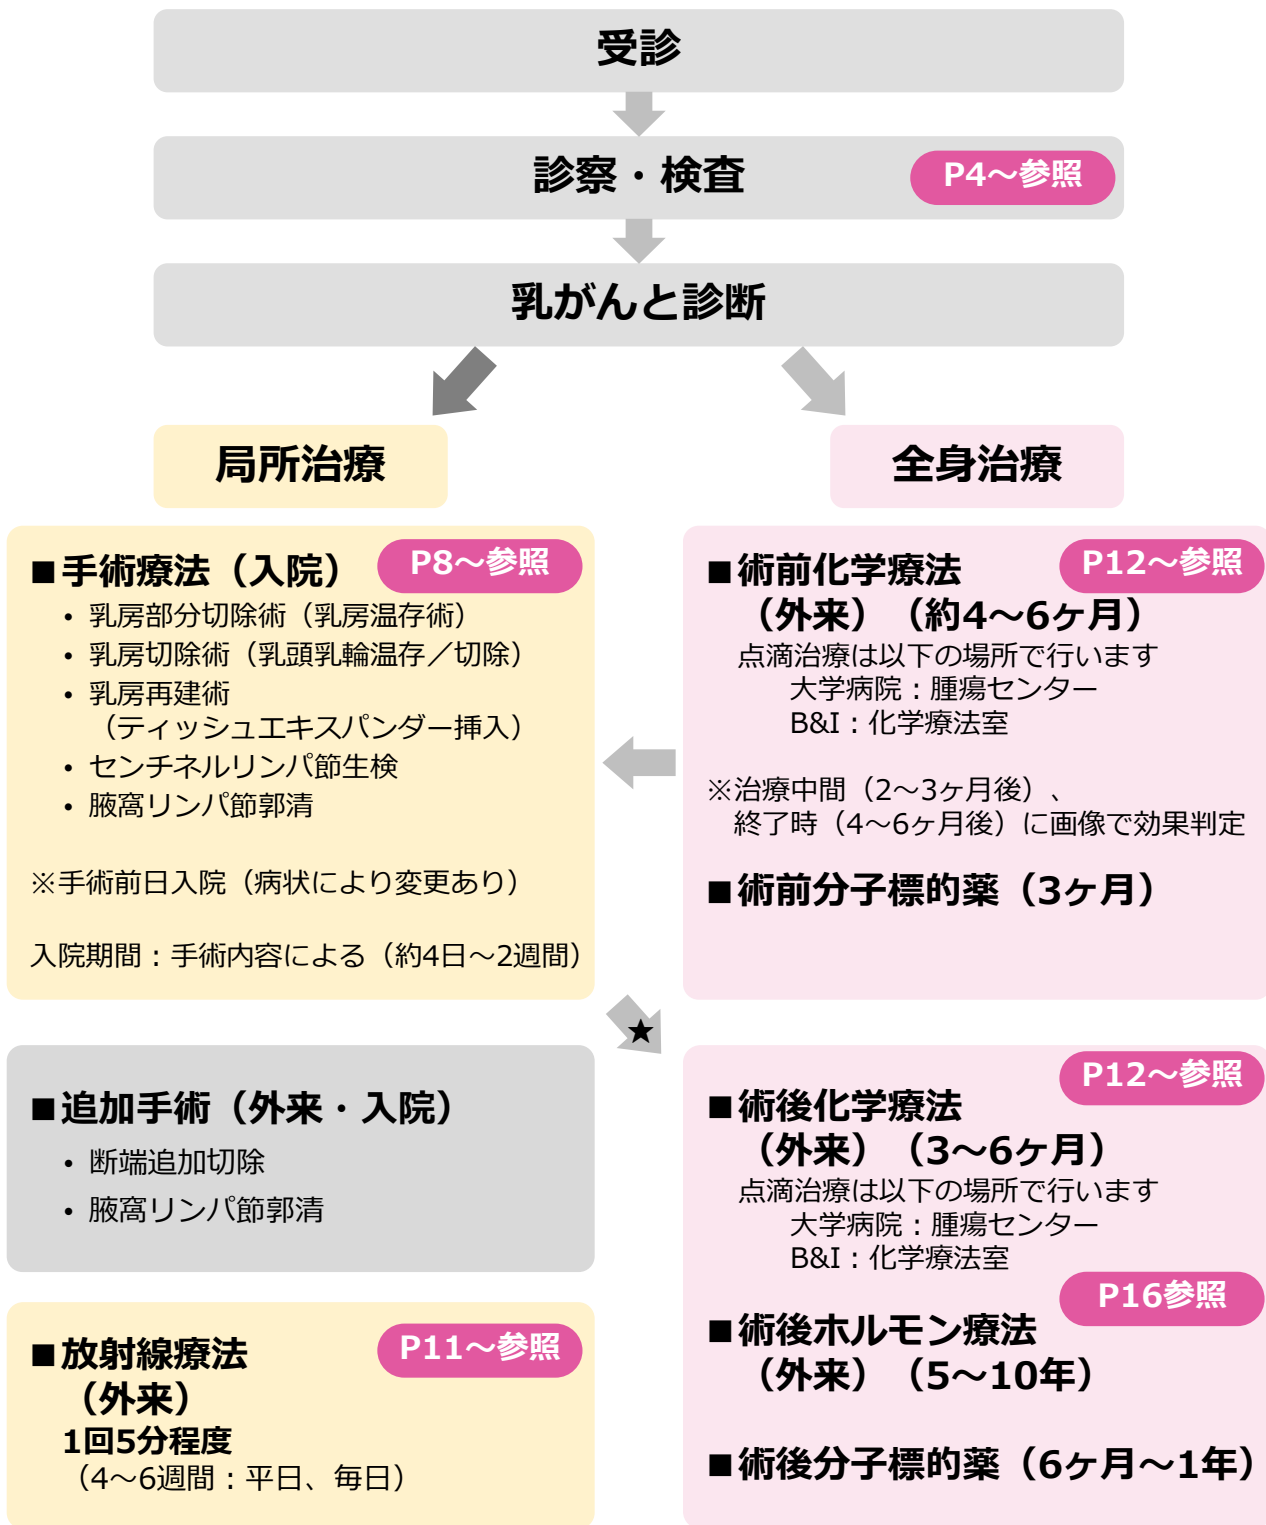 受診
診察・検査
P4～参照
乳がんと診断
局所治療
■手術療法（入院）
P8～参照
• 乳房部分切除術（乳房温存術）
• 乳房切除術（乳頭乳輪温存／切除）
• 乳房再建術
（ティッシュエキスパンダー挿入）
• センチネルリンパ節生検
• 腋窩リンパ節郭清
※手術前日入院（病状により変更あり）
入院期間：手術内容による（約4日～2週間）
全身治療
■術前化学療法
P12～参照
（外来）（約4～6ヶ月）
点滴治療は以下の場所で行います
大学病院：腫瘍センター
B&I：化学療法室
※治療中間（2～3ヶ月後）、
終了時（4～6ヶ月後）に画像で効果判定
■術前分子標的薬（3ヶ月）
★
■追加手術（外来・入院）
• 断端追加切除
• 腋窩リンパ節郭清
■放射線療法
P11～参照
（外来）
1回5分程度
（4～6週間：平日、毎日）
P12～参照
■術後化学療法
（外来）（3～6ヶ月）
点滴治療は以下の場所で行います
大学病院：腫瘍センター
B&I：化学療法室
P16参照
■術後ホルモン療法
（外来）（5～10年）
■術後分子標的薬（6ヶ月～1年）